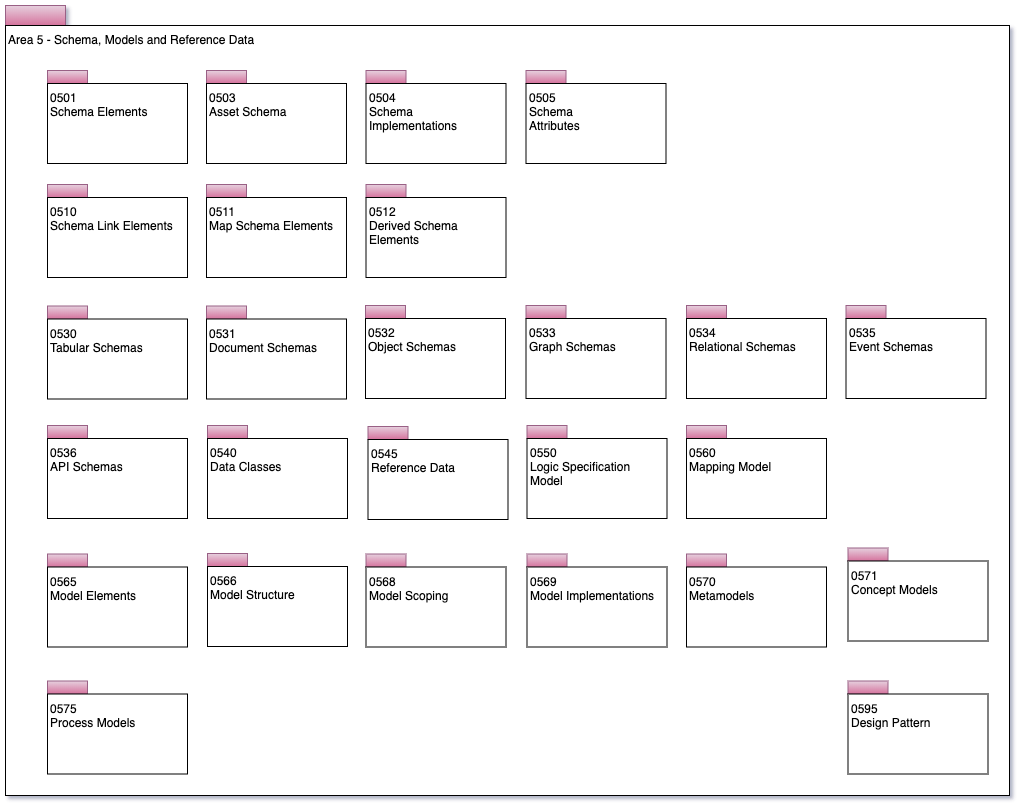 Area 5 - Schema, Models and Reference Data
0501
Schema Elements
0503
Asset Schema
0504
Schema
Implementations
0505
Schema
Attributes
0510
Schema Link Elements
0511
Map Schema Elements
0512
Derived Schema
Elements
0530
Tabular Schemas
0531
Document Schemas
0532
Object Schemas
0533
Graph Schemas
0534
Relational Schemas
0535
Event Schemas
0536
API Schemas
0540
Data Classes
0545
Reference Data
0550
Logic Specification
Model
0560
Mapping Model
0565
Model Elements
0566
Model Structure
0568
Model Scoping
0569
Model Implementations
0570
Metamodels
0571
Concept Models
0575
Process Models
0595
Design Pattern